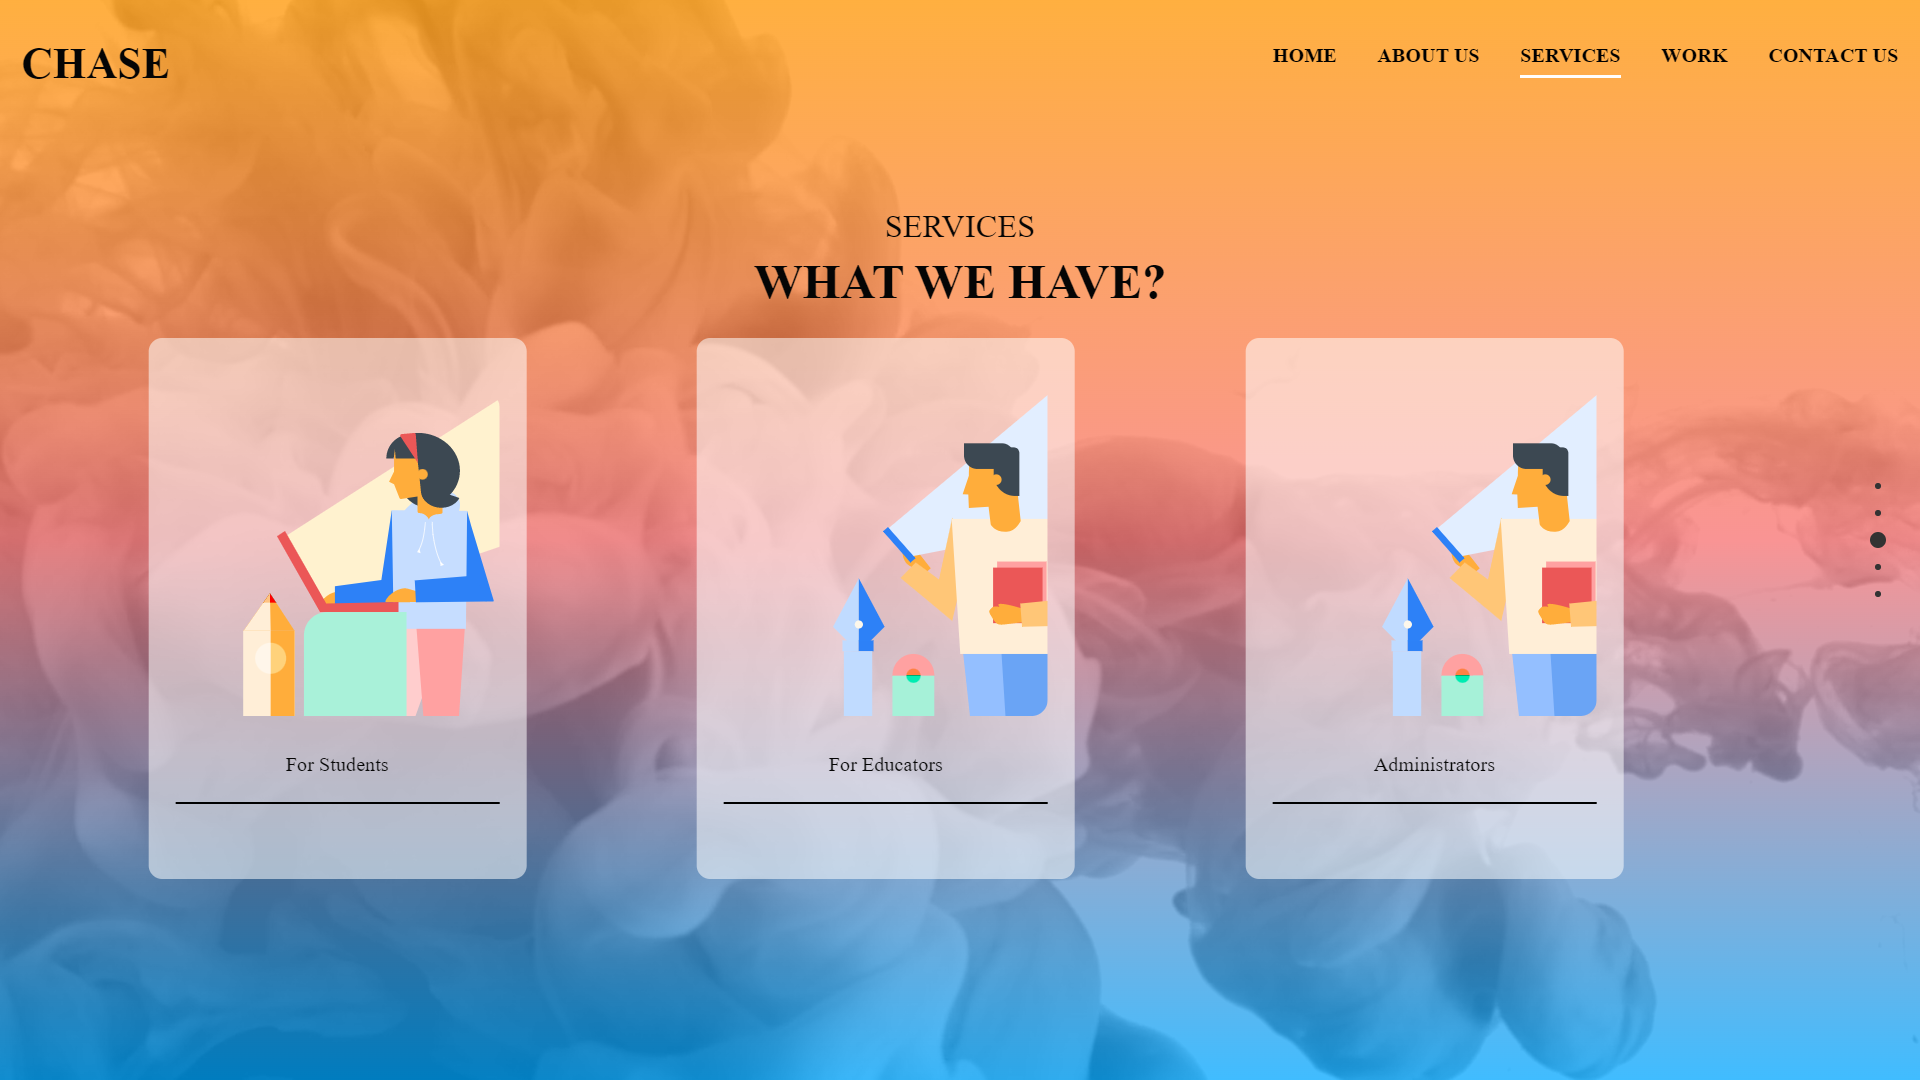 CHASE
HOME ABOUT US SERVICES WORK CONTACT US
SERVICES
WHAT WE HAVE?
For Students
For Educators
Administrators